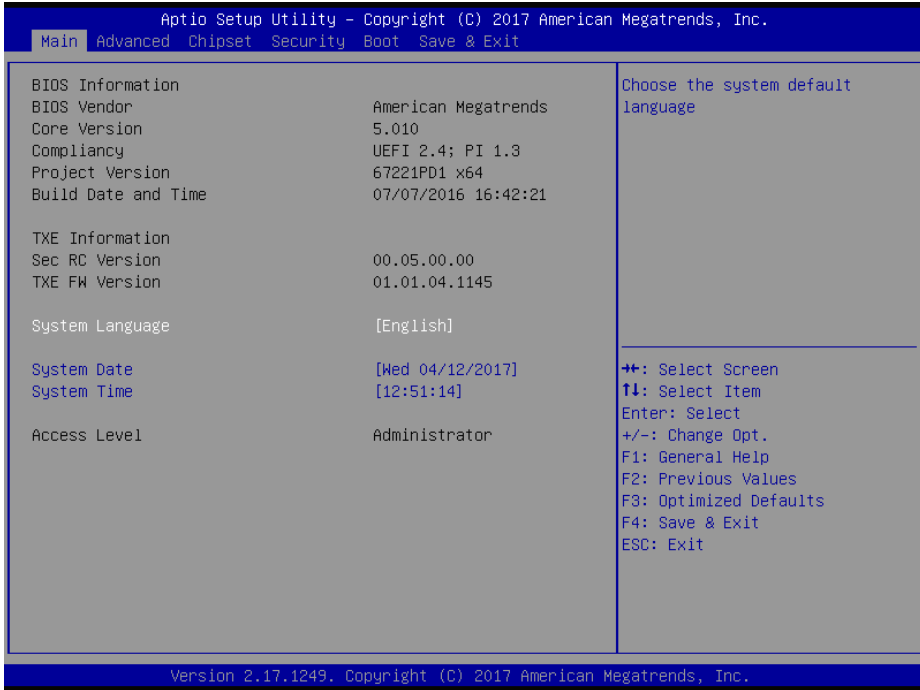 Aptio Setup Utility – Copyright (C) 2017 American Megatrends, Inc.
Main Advanced Chipset Security Boot Save & Exit
BIOS Information
BIOS Vendor American Megatrends
Core Version 5.010
Compliancy UEFI 2.4; PI 1.3
Project Version 67221PD1 x64
Build Date and Time 07/07/2016 16:42:21
TXE Information
Sec RC Version 00.05.00.00
TXE FW Version 01.01.04.1145
System Language [English]
System Date [Wed 04/12/2017]
System Time [12:51:14]
Access Level Administrator
Choose the system default
language
→←: Select Screen
↑↓: Select Item
Enter: Select
+/-: Change Opt.
F1: General Help
F2: Previous Values
F3: Optimized Defaults
F4: Save & Exit
ESC: Exit
Version 2.17.1249. Copyright (C) 2017 American Megatrends, Inc.